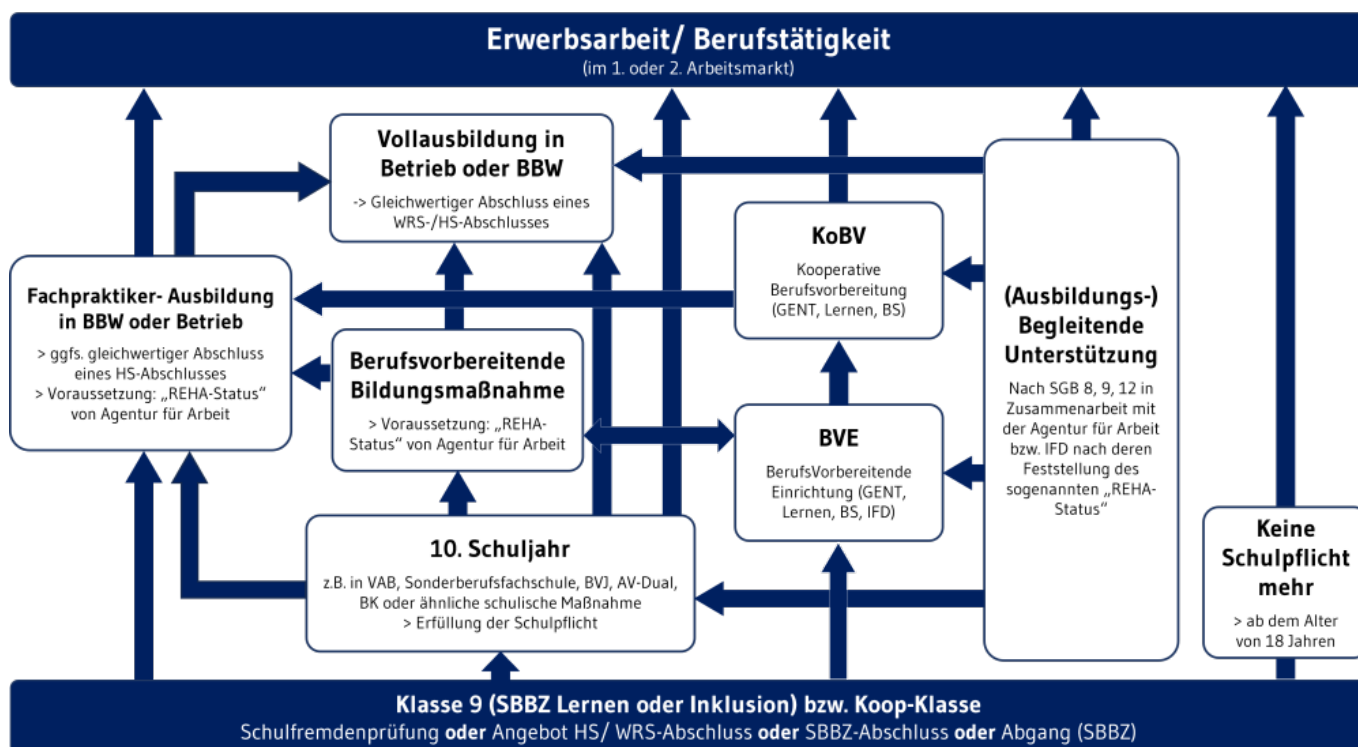 Erwerbsarbeit/ Berufstätigkeit
(im 1. oder 2. Arbeitsmarkt)
Vollausbildung in
Betrieb oder BBW
-> Gleichwertiger Abschluss eines
WRS-/HS-Abschlusses
KoBV
Kooperative
Berufsvorbereitung
(GENT, Lernen, BS)
Fachpraktiker- Ausbildung
in BBW oder Betrieb
> ggfs. gleichwertiger Abschluss
eines HS-Abschlusses
> Voraussetzung: „REHA-Status“
von Agentur für Arbeit
Berufsvorbereitende
Bildungsmaßnahme
> Voraussetzung: „REHA-
Status“ von Agentur für Arbeit
BVE
BerufsVorbereitende
Einrichtung (GENT,
Lernen, BS, IFD)
(Ausbildungs-)
Begleitende
Unterstützung
Nach SGB 8, 9, 12 in
Zusammenarbeit mit
der Agentur für Arbeit
bzw. IFD nach deren
Feststellung des
sogenannten „REHA-
Status“
10. Schuljahr
z.B. in VAB, Sonderberufsfachschule, BVJ, AV-Dual,
BK oder ähnliche schulische Maßnahme
> Erfüllung der Schulpflicht
Keine
Schulpflicht
mehr
> ab dem Alter
von 18 Jahren
Klasse 9 (SBBZ Lernen oder Inklusion) bzw. Koop-Klasse
Schulfremdenprüfung oder Angebot HS/ WRS-Abschluss oder SBBZ-Abschluss oder Abgang (SBBZ)